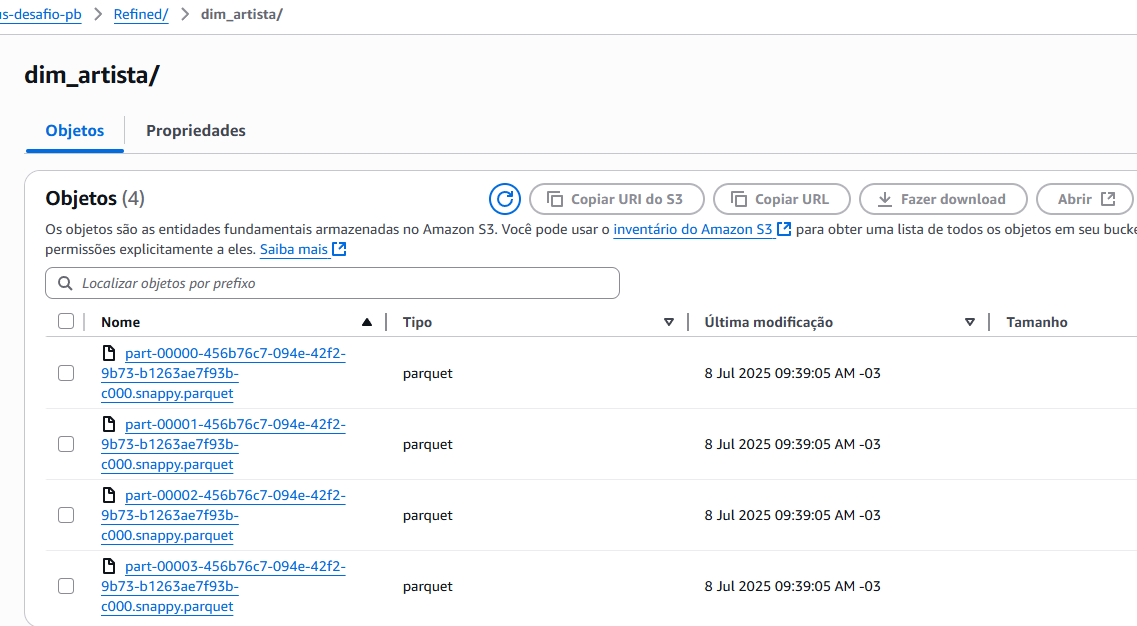 us-desafio-pb > Refined/ > dim_artista/
dim_artista/
Objetos Propriedades
Objetos (4) Copiar URI do S3 Copiar URL Fazer download Abrir
Os objetos são as entidades fundamentais armazenadas no Amazon S3. Você pode usar o inventário do Amazon S3 para obter uma lista de todos os objetos em seu bucke
permissões explicitamente a eles. Saiba mais
Localizar objetos por prefixo
Nome Tipo Última modificação Tamanho
part-00000-456b76c7-094e-42f2-
9b73-b1263ae7f93b-
c000.snappy.parquet
parquet 8 Jul 2025 09:39:05 AM -03
part-00001-456b76c7-094e-42f2-
9b73-b1263ae7f93b-
c000.snappy.parquet
parquet 8 Jul 2025 09:39:05 AM -03
part-00002-456b76c7-094e-42f2-
9b73-b1263ae7f93b-
c000.snappy.parquet
parquet 8 Jul 2025 09:39:05 AM -03
part-00003-456b76c7-094e-42f2-
9b73-b1263ae7f93b-
c000.snappy.parquet
parquet 8 Jul 2025 09:39:05 AM -03